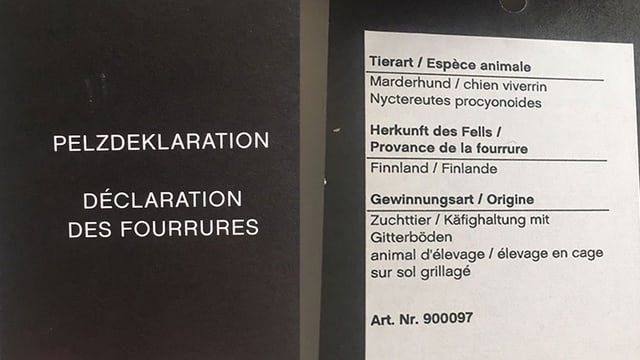 PELZDEKLARATION
DÉCLARATION
DES FOURRURES
Tierart / Espèce animale
Marderhund / chien viverrin
Nyctereutes procyonoides
Herkunft des Fells /
Provance de la fourrure
Finnland / Finlande
Gewinnungsart / Origine
Zuchttier / Käfighaltung mit
Gitterböden
animal d'élevage / élevage en cage
sur sol grillagé
Art. Nr. 900097